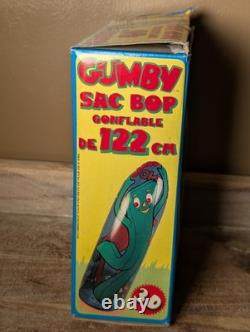 GUMBY
SAC BOP
GONFLABLE
DE 122 CM